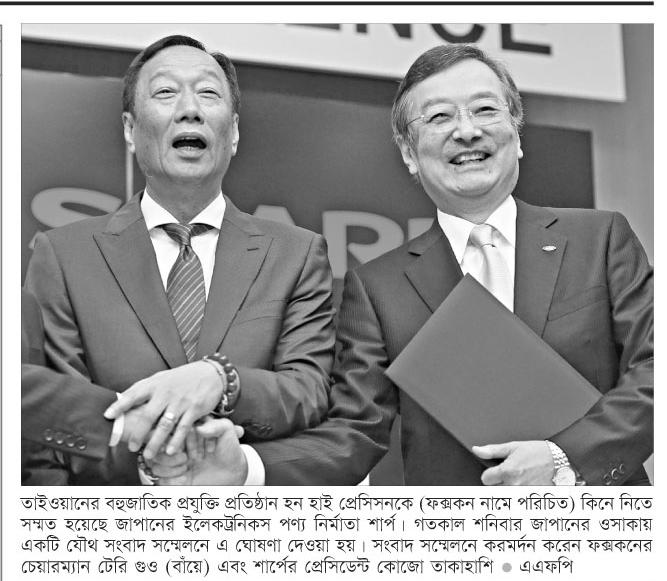 ENCE
SHARP
তাইওয়ানের বহুজাতিক প্রযুক্তি প্রতিষ্ঠান হন হাই প্রেসিসনকে (ফক্সকন নামে পরিচিত) কিনে নিতে
সম্মত হয়েছে জাপানের ইলেকট্রনিকস পণ্য নির্মাতা শার্প। গতকাল শনিবার জাপানের ওসাকায়
একটি যৌথ সংবাদ সম্মেলনে এ ঘোষণা দেওয়া হয়। সংবাদ সম্মেলনে করমর্দন করেন ফক্সকনের
চেয়ারম্যান টেরি গুও (বাঁয়ে) এবং শার্পের প্রেসিডেন্ট কোজো তাকাহাশি ● এএফপি